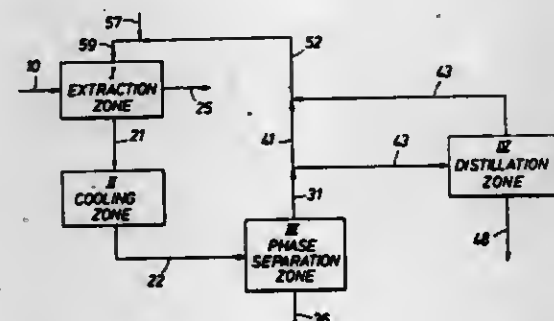 57
59
52
10
I
EXTRACTION
ZONE
25
43
21
41
43
IV
DISTILLATION
ZONE
II
COOLING
ZONE
31
48
III
PHASE
SEPARATION
ZONE
22
36